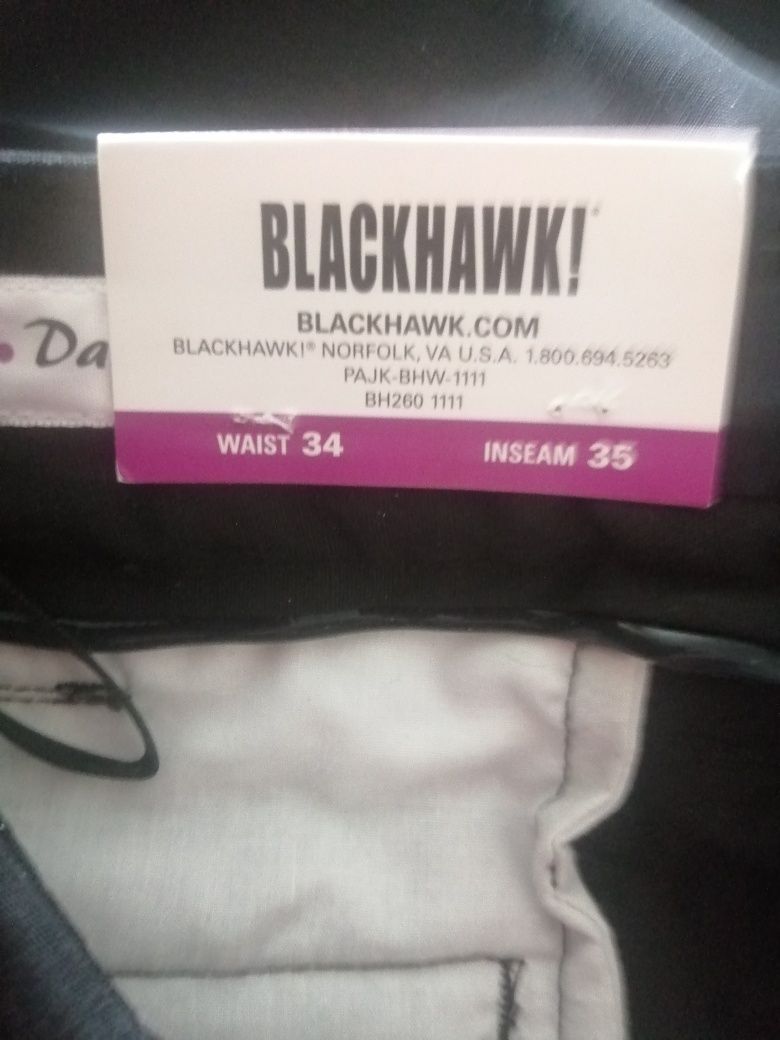 BLACKHAWK!®
BLACKHAWK.COM
BLACKHAWK!® NORFOLK, VA U.S.A. 1.800.694.5263
PAJK-BHW-1111
BH260 1111
WAIST 34 INSEAM 35
Da